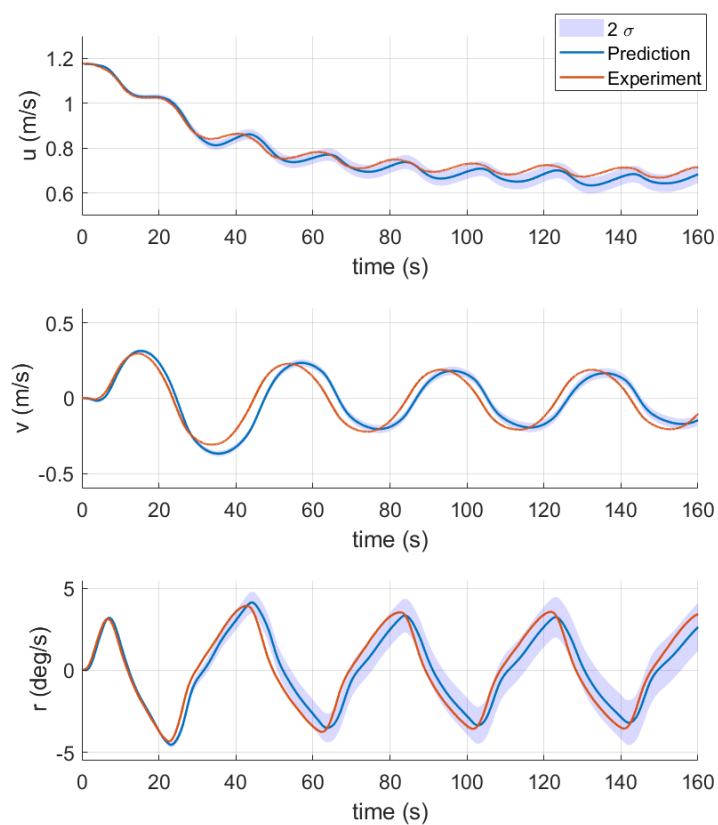 2 σ
Prediction
Experiment
1.2
1
0.8
0.6
u (m/s)
0 20 40 60 80 100 120 140 160
time (s)
0.5
0
-0.5
v (m/s)
0 20 40 60 80 100 120 140 160
time (s)
5
0
-5
r (deg/s)
0 20 40 60 80 100 120 140 160
time (s)